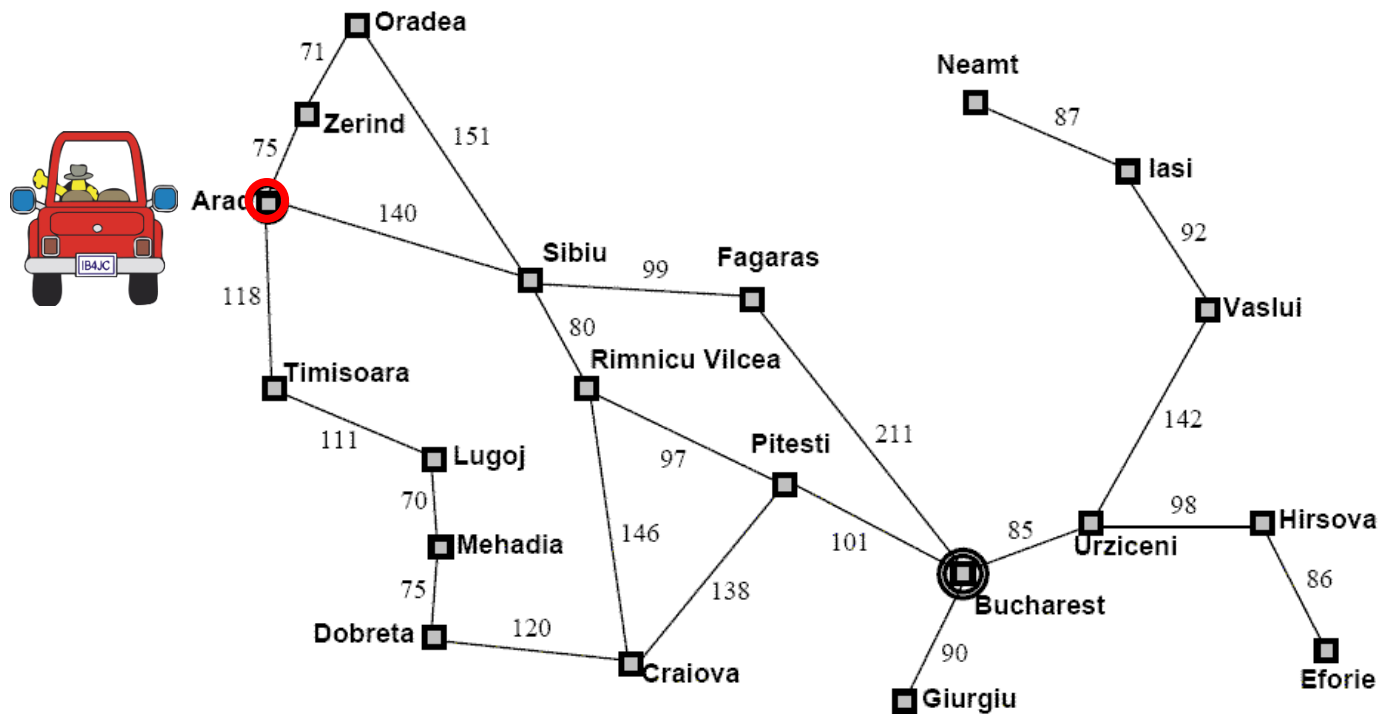 Oradea
71
Neamt
87
Zerind
151
75
Iasi
Arad
140
92
Sibiu
Fagaras
99
IB4JC
118
Vaslui
80
Rimnicu Vilcea
Timisoara
211
142
111
Pitesti
Lugoj
97
70
98
Hirsova
146
101
85
Urziceni
Mehadia
86
75
138
Bucharest
Dobreta
120
90
Craiova
Eforie
Giurgiu